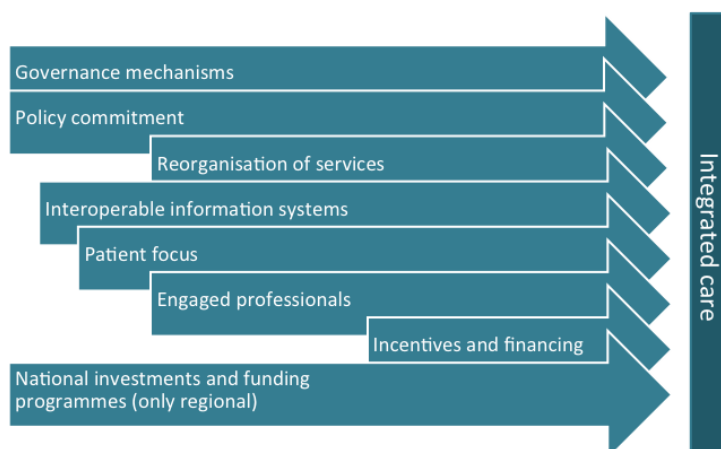 Governance mechanisms
Policy commitment
Reorganisation of services
Interoperable information systems
Patient focus
Engaged professionals
Incentives and financing
National investments and funding
programmes (only regional)
Integrated care